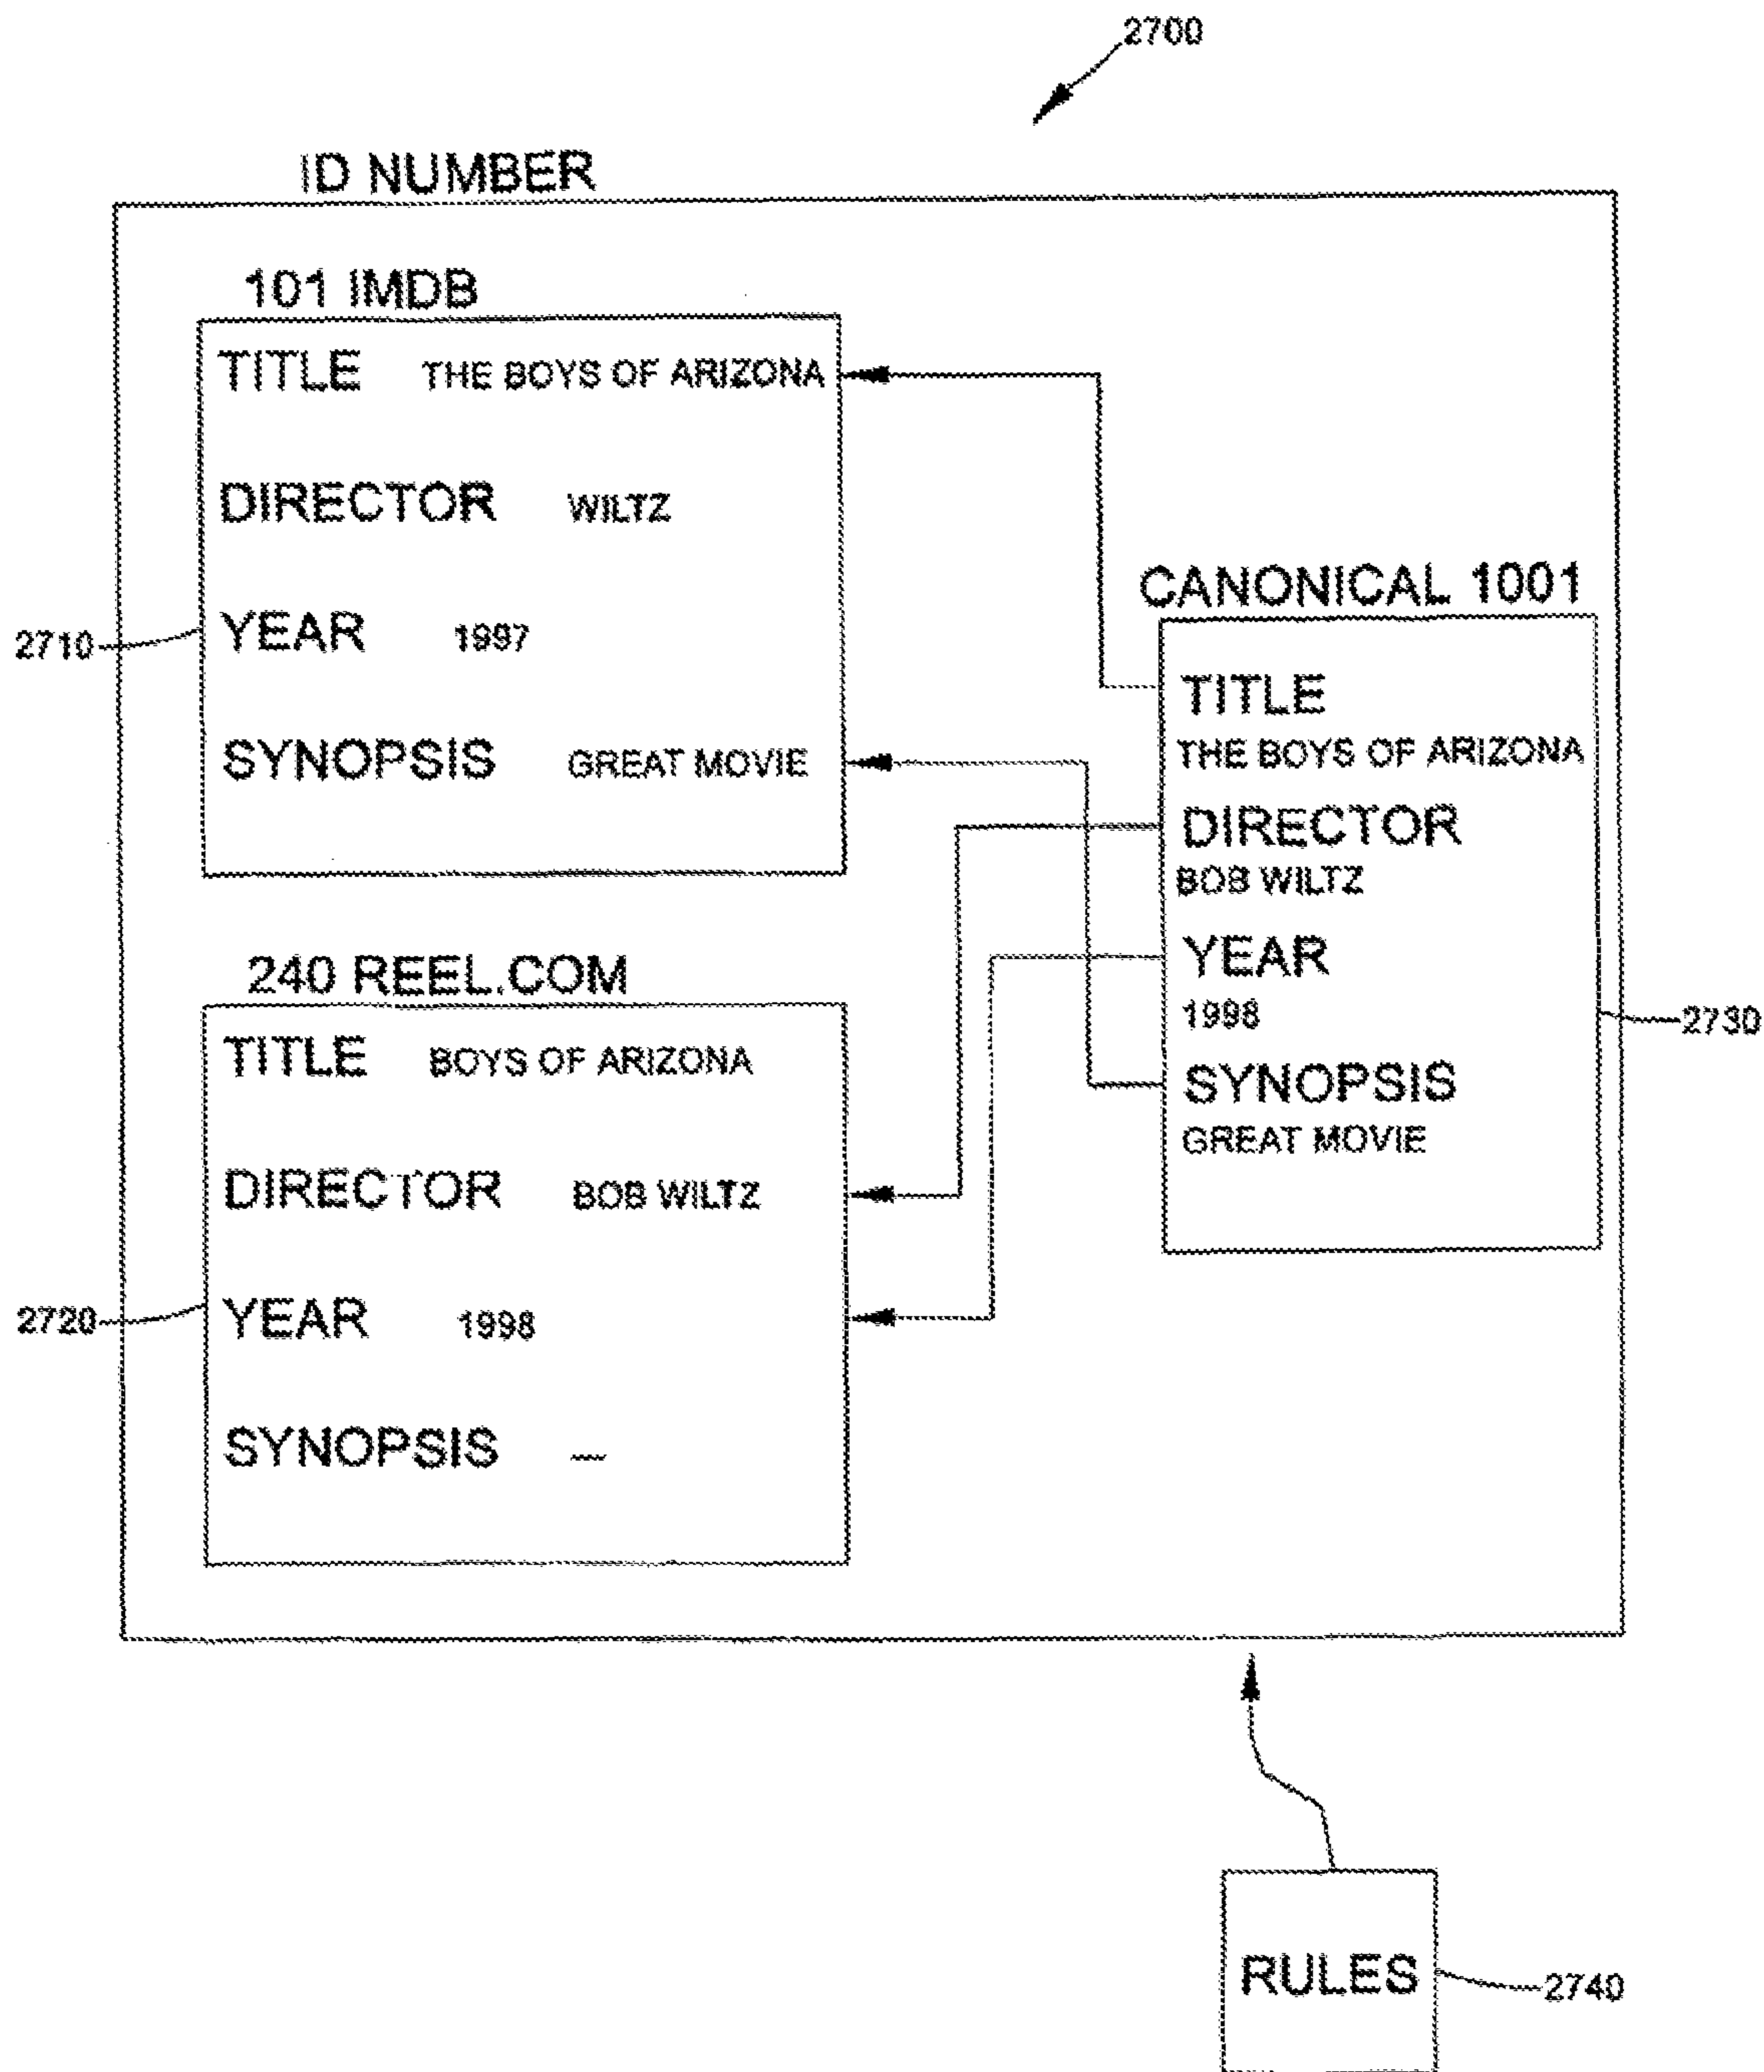 2700
ID NUMBER
101 IMDB
TITLE THE BOYS OF ARIZONA
DIRECTOR WILTZ
2710
YEAR 1997
SYNOPSIS GREAT MOVIE
240 REEL.COM
TITLE BOYS OF ARIZONA
DIRECTOR BOB WILTZ
2720
YEAR 1998
SYNOPSIS —
CANONICAL 1001
TITLE
THE BOYS OF ARIZONA
DIRECTOR
BOB WILTZ
YEAR
1998
2730
SYNOPSIS
GREAT MOVIE
RULES
2740